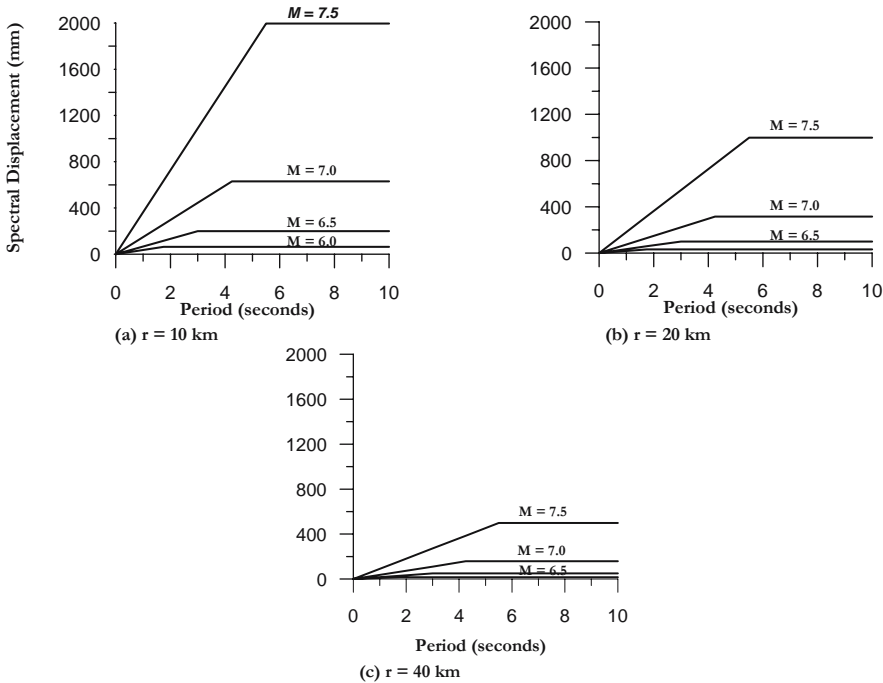 Spectral Displacement (mm)
2000
1600
1200
800
400
0
M = 7.5
M = 7.0
M = 6.5
M = 6.0
0 2 4 6 8 10
Period (seconds)
(a) r = 10 km
2000
1600
1200
800
400
0
M = 7.5
M = 7.0
M = 6.5
0 2 4 6 8 10
Period (seconds)
(b) r = 20 km
2000
1600
1200
800
400
0
M = 7.5
M = 7.0
M = 6.5
0 2 4 6 8 10
Period (seconds)
(c) r = 40 km